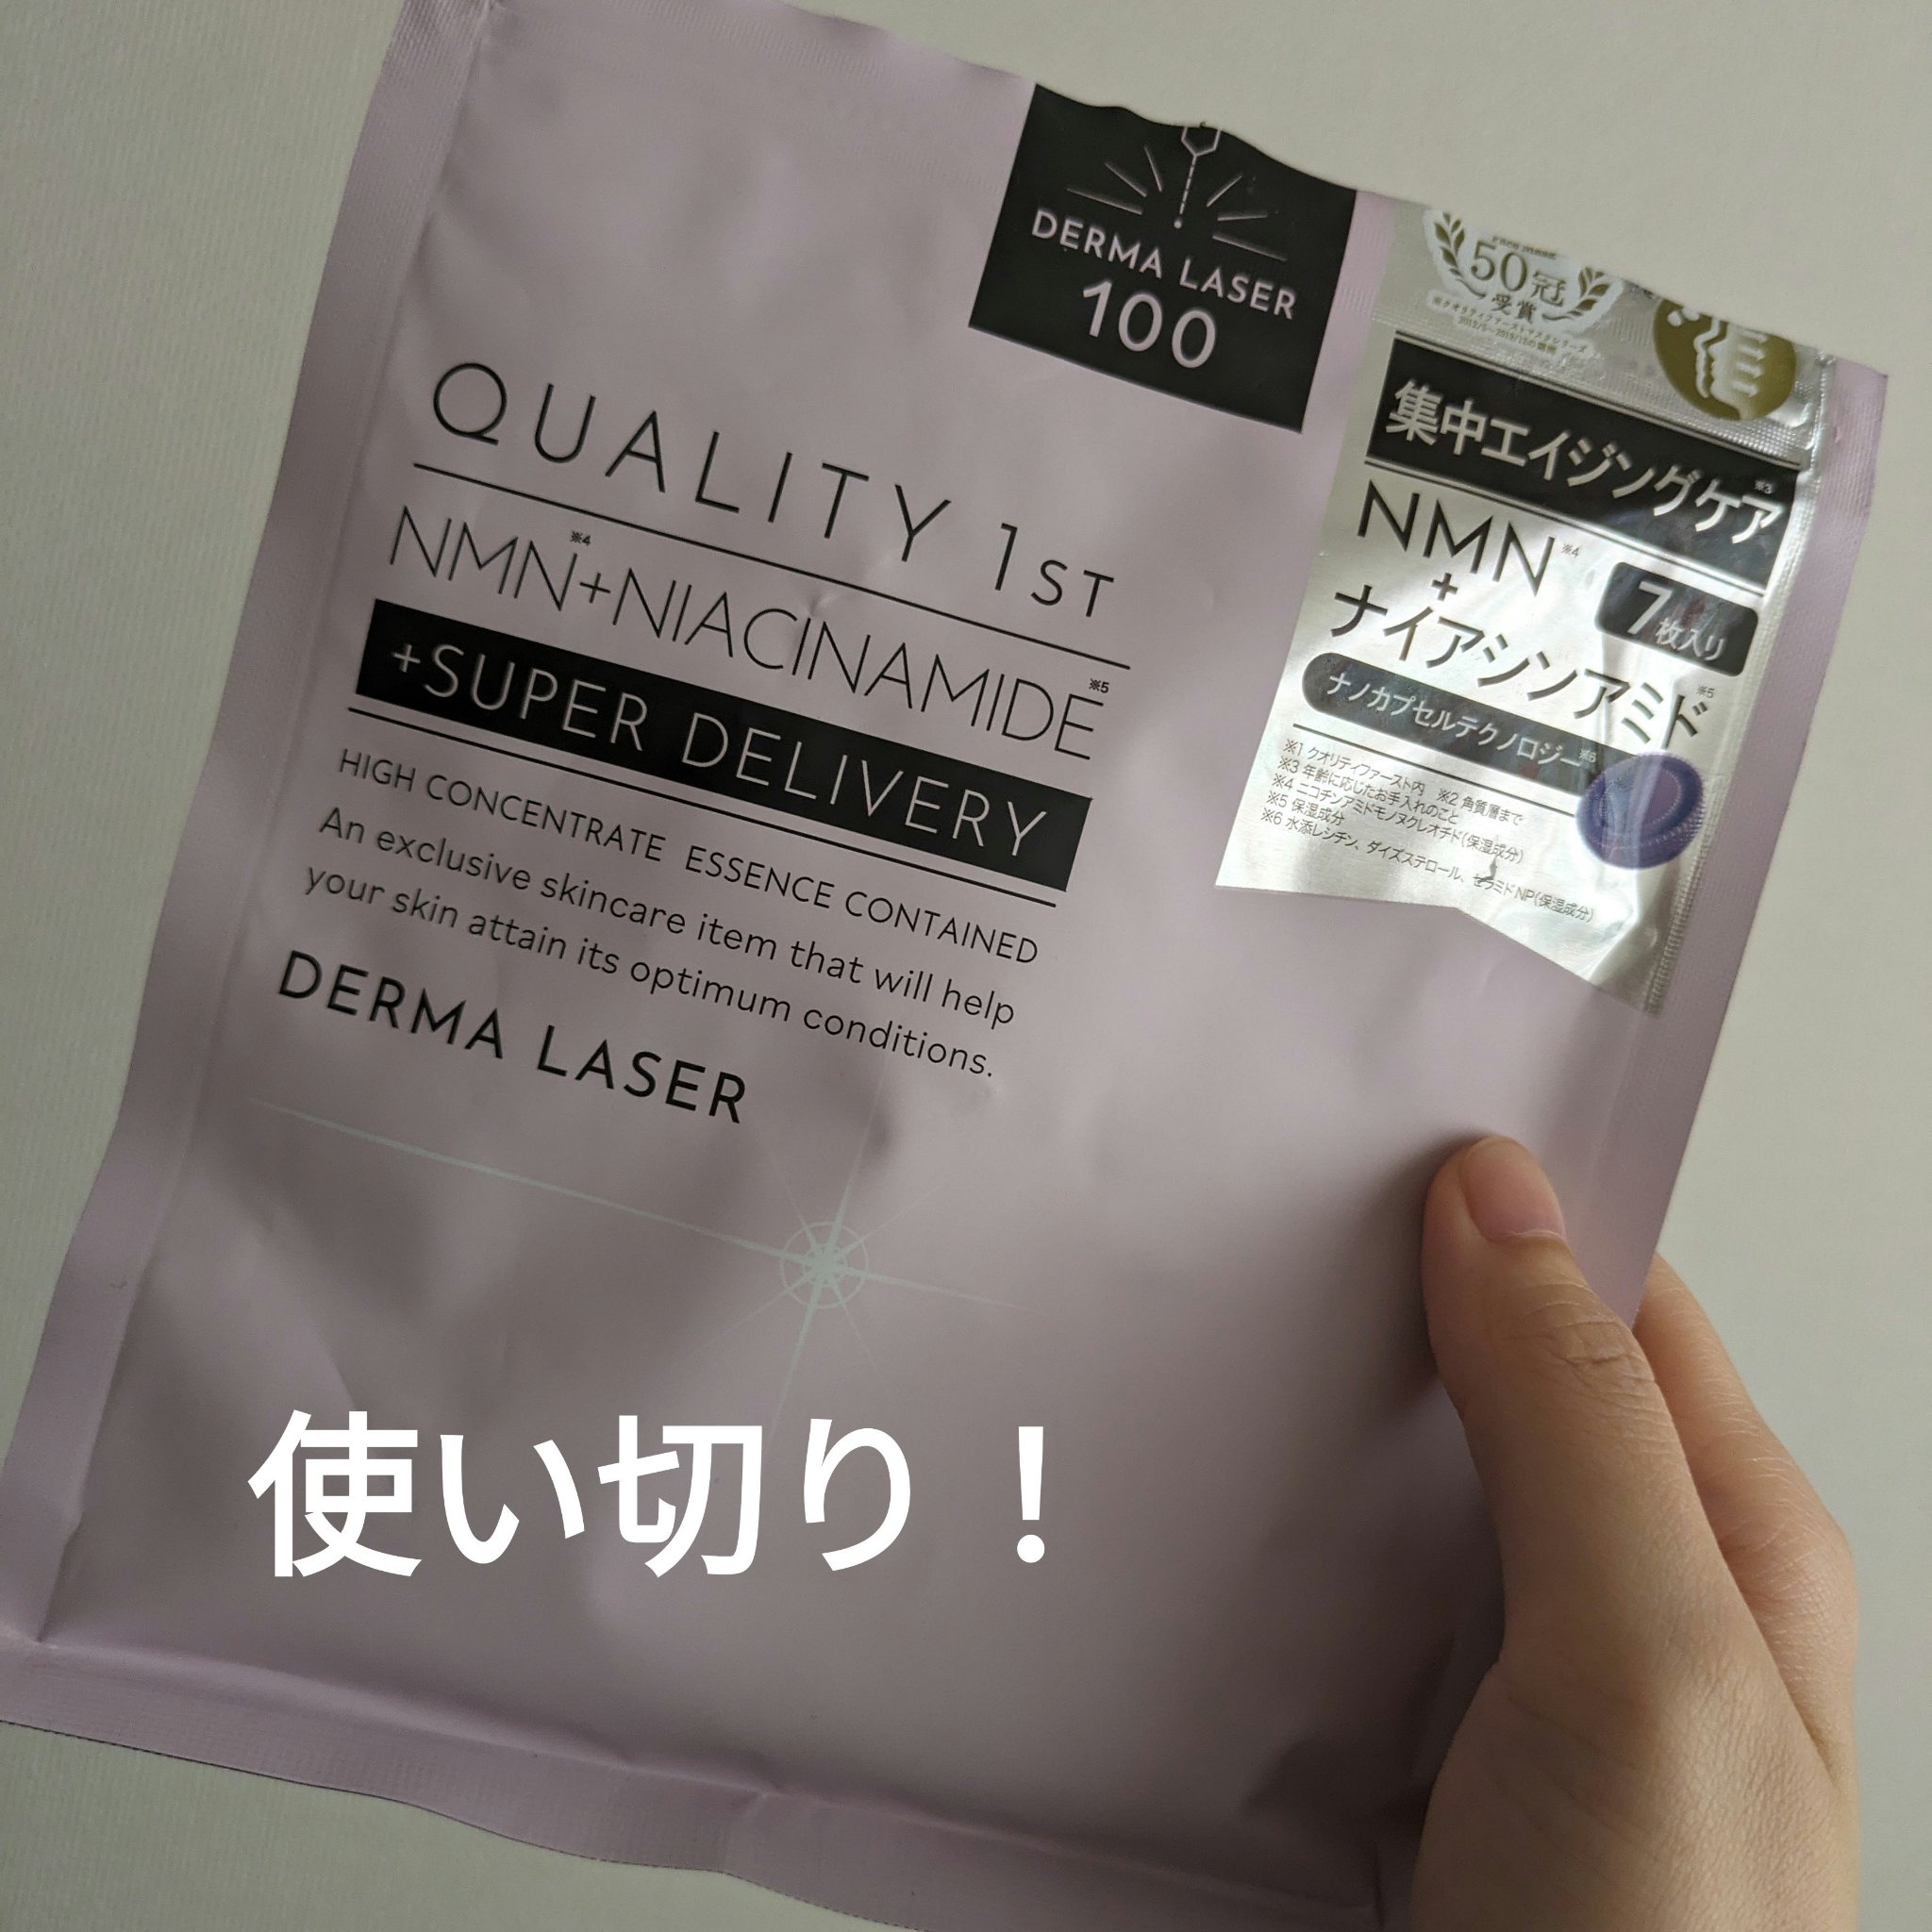 DERMA LASER
100
QUALITY 1ST
NMN※4+NIACINAMIDE※5
+SUPER DELIVERY
HIGH CONCENTRATE ESSENCE CONTAINED
An exclusive skincare item that will help
your skin attain its optimum conditions.
DERMA LASER
50冠
受賞
集中エイジングケア※3
NMN※4
+
ナイアシンアミド※5
7枚入り
ナノカプセルテクノロジー※6
※1 クオリティファースト内 ※2 角質層まで
※3 年齢に応じたお手入れのこと
※4 ニコチンアミドモノヌクレオチド(保湿成分)
※5 保湿成分
※6 水添レシチン、ダイズステロール、セラミドNP(保湿成分)
使い切り！